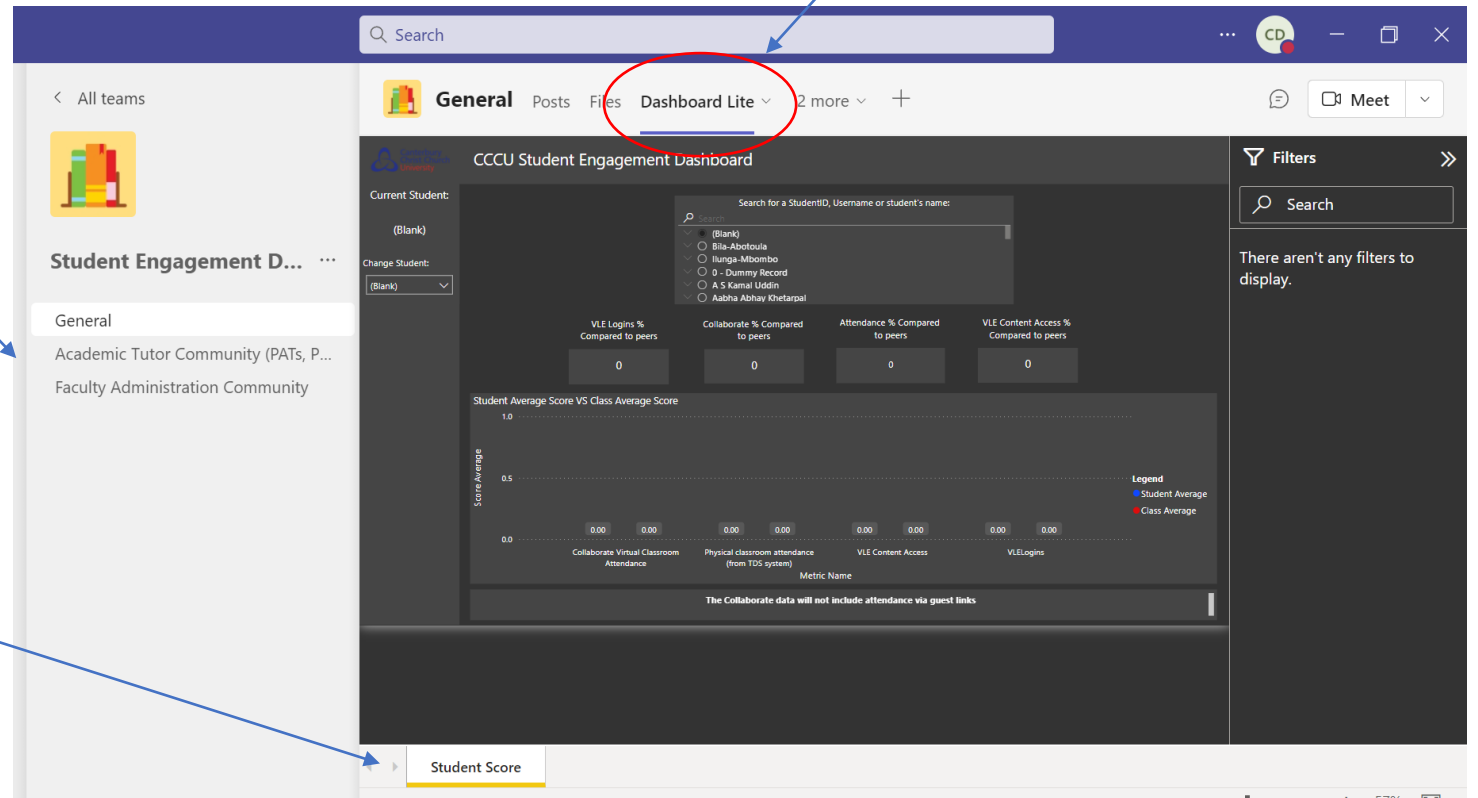 Search
CD
All teams
General Posts Files Dashboard Lite 2 more
Meet
Student Engagement D...
General
Academic Tutor Community (PATs, P...
Faculty Administration Community
CCCU Student Engagement Dashboard
Current Student:
(Blank)
Change Student:
(Blank)
Search for a StudentID, Username or student's name:
Search
(Blank)
Bila-Abotoula
Ilunga-Mbombo
0 - Dummy Record
A S Kamal Uddin
Aabha Abhay Khetarpal
VLE Logins %
Compared to peers
0
Collaborate % Compared
to peers
0
Attendance % Compared
to peers
0
VLE Content Access %
Compared to peers
0
Student Average Score VS Class Average Score
Score Average
1.0
0.5
0.0
0.00 0.00 0.00 0.00 0.00 0.00 0.00 0.00
Collaborate Virtual Classroom
Attendance
Physical classroom attendance
(from TDS system)
VLE Content Access
VLELogins
Metric Name
Legend
Student Average
Class Average
The Collaborate data will not include attendance via guest links
Filters
Search
There aren't any filters to
display.
Student Score